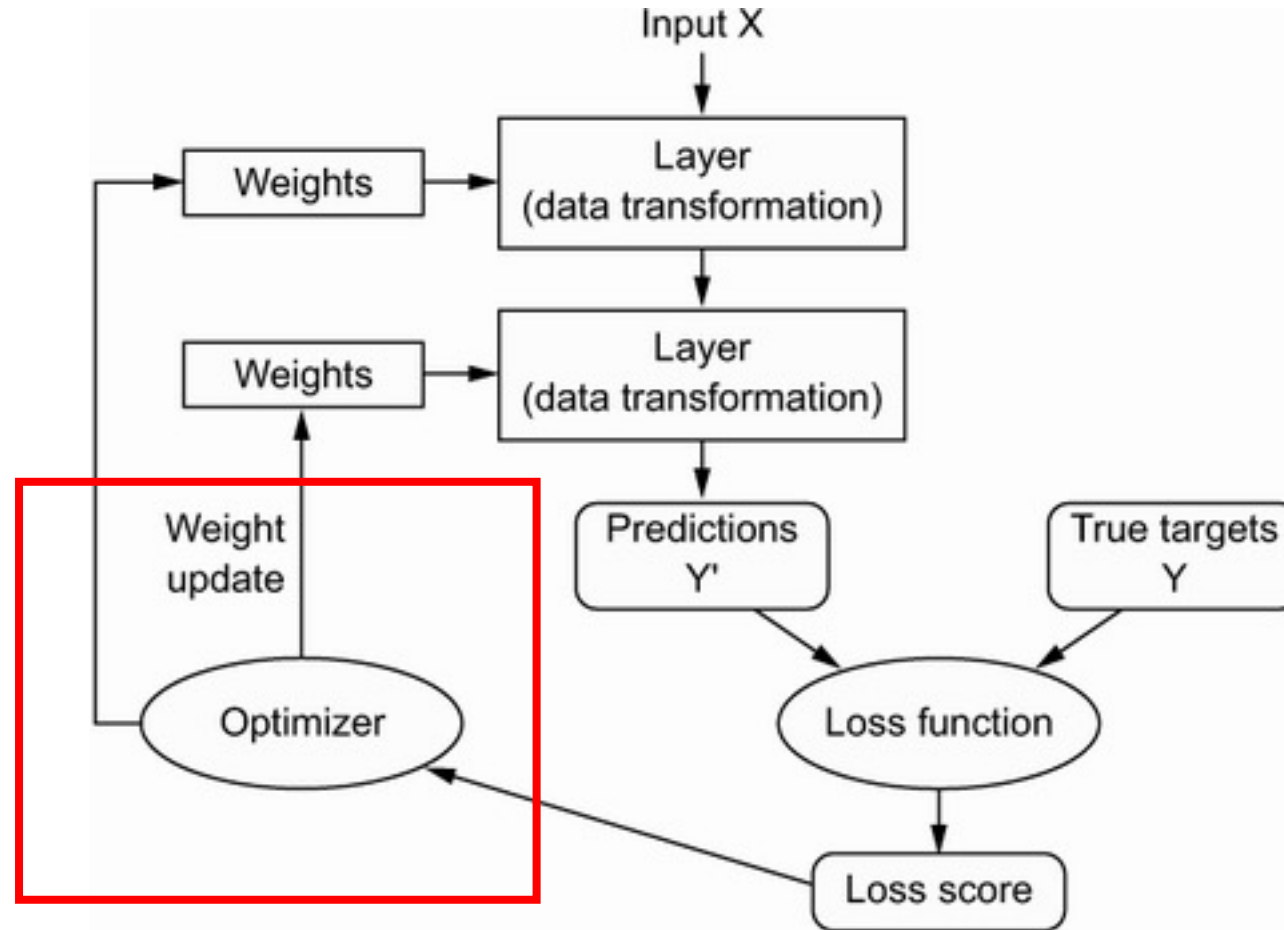 Input X
Layer
(data transformation)
Weights
Layer
(data transformation)
Weights
Weight
update
Predictions
Y'
True targets
Y
Optimizer
Loss function
Loss score